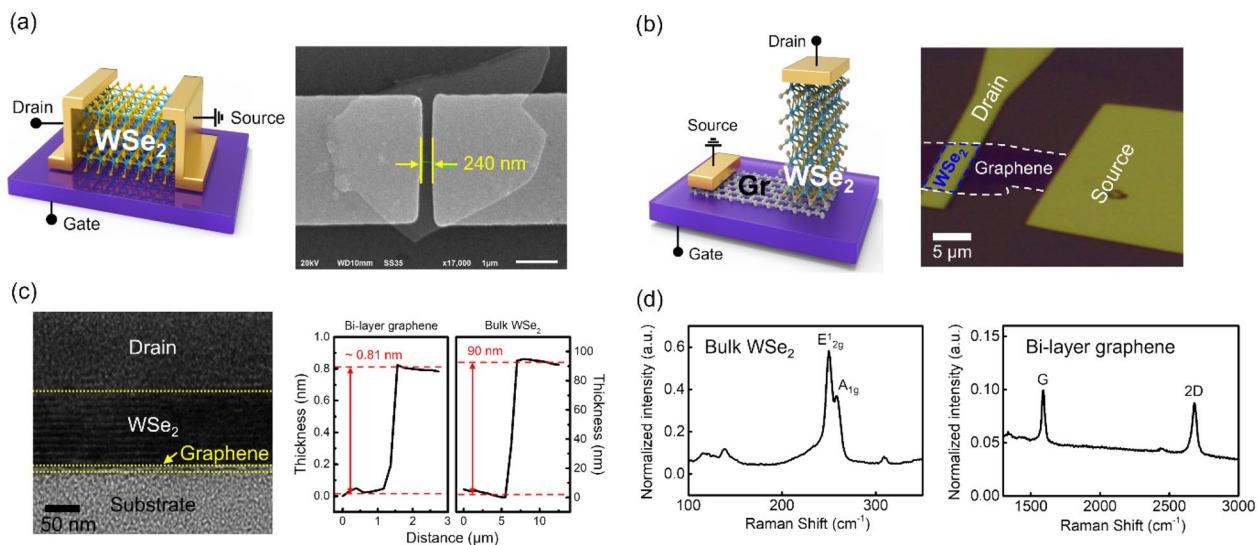 (a)
Drain
WSe2
Source
Gate
240 nm
20kV WD10mm SS35 x17,000 1µm
(b)
Drain
Source
Gr
WSe2
Gate
Drain
WSe2
Graphene
Source
5 µm
(c)
Drain
WSe2
Graphene
Substrate
50 nm
Bi-layer graphene
Bulk WSe2
~ 0.81 nm
90 nm
Thickness (nm)
1.0
0.8
0.6
0.4
0.2
0.0
0 1 2 3
0 5 10
100
80
60
40
20
0
Thickness (nm)
Distance (µm)
(d)
Normalized intensity (a.u.)
0.6
0.4
0.2
0.0
Bulk WSe2
E12g
A1g
100 200 300
Raman Shift (cm-1)
Normalized intensity (a.u.)
0.15
0.10
0.05
0.00
Bi-layer graphene
G
2D
1500 2000 2500 3000
Raman Shift (cm-1)